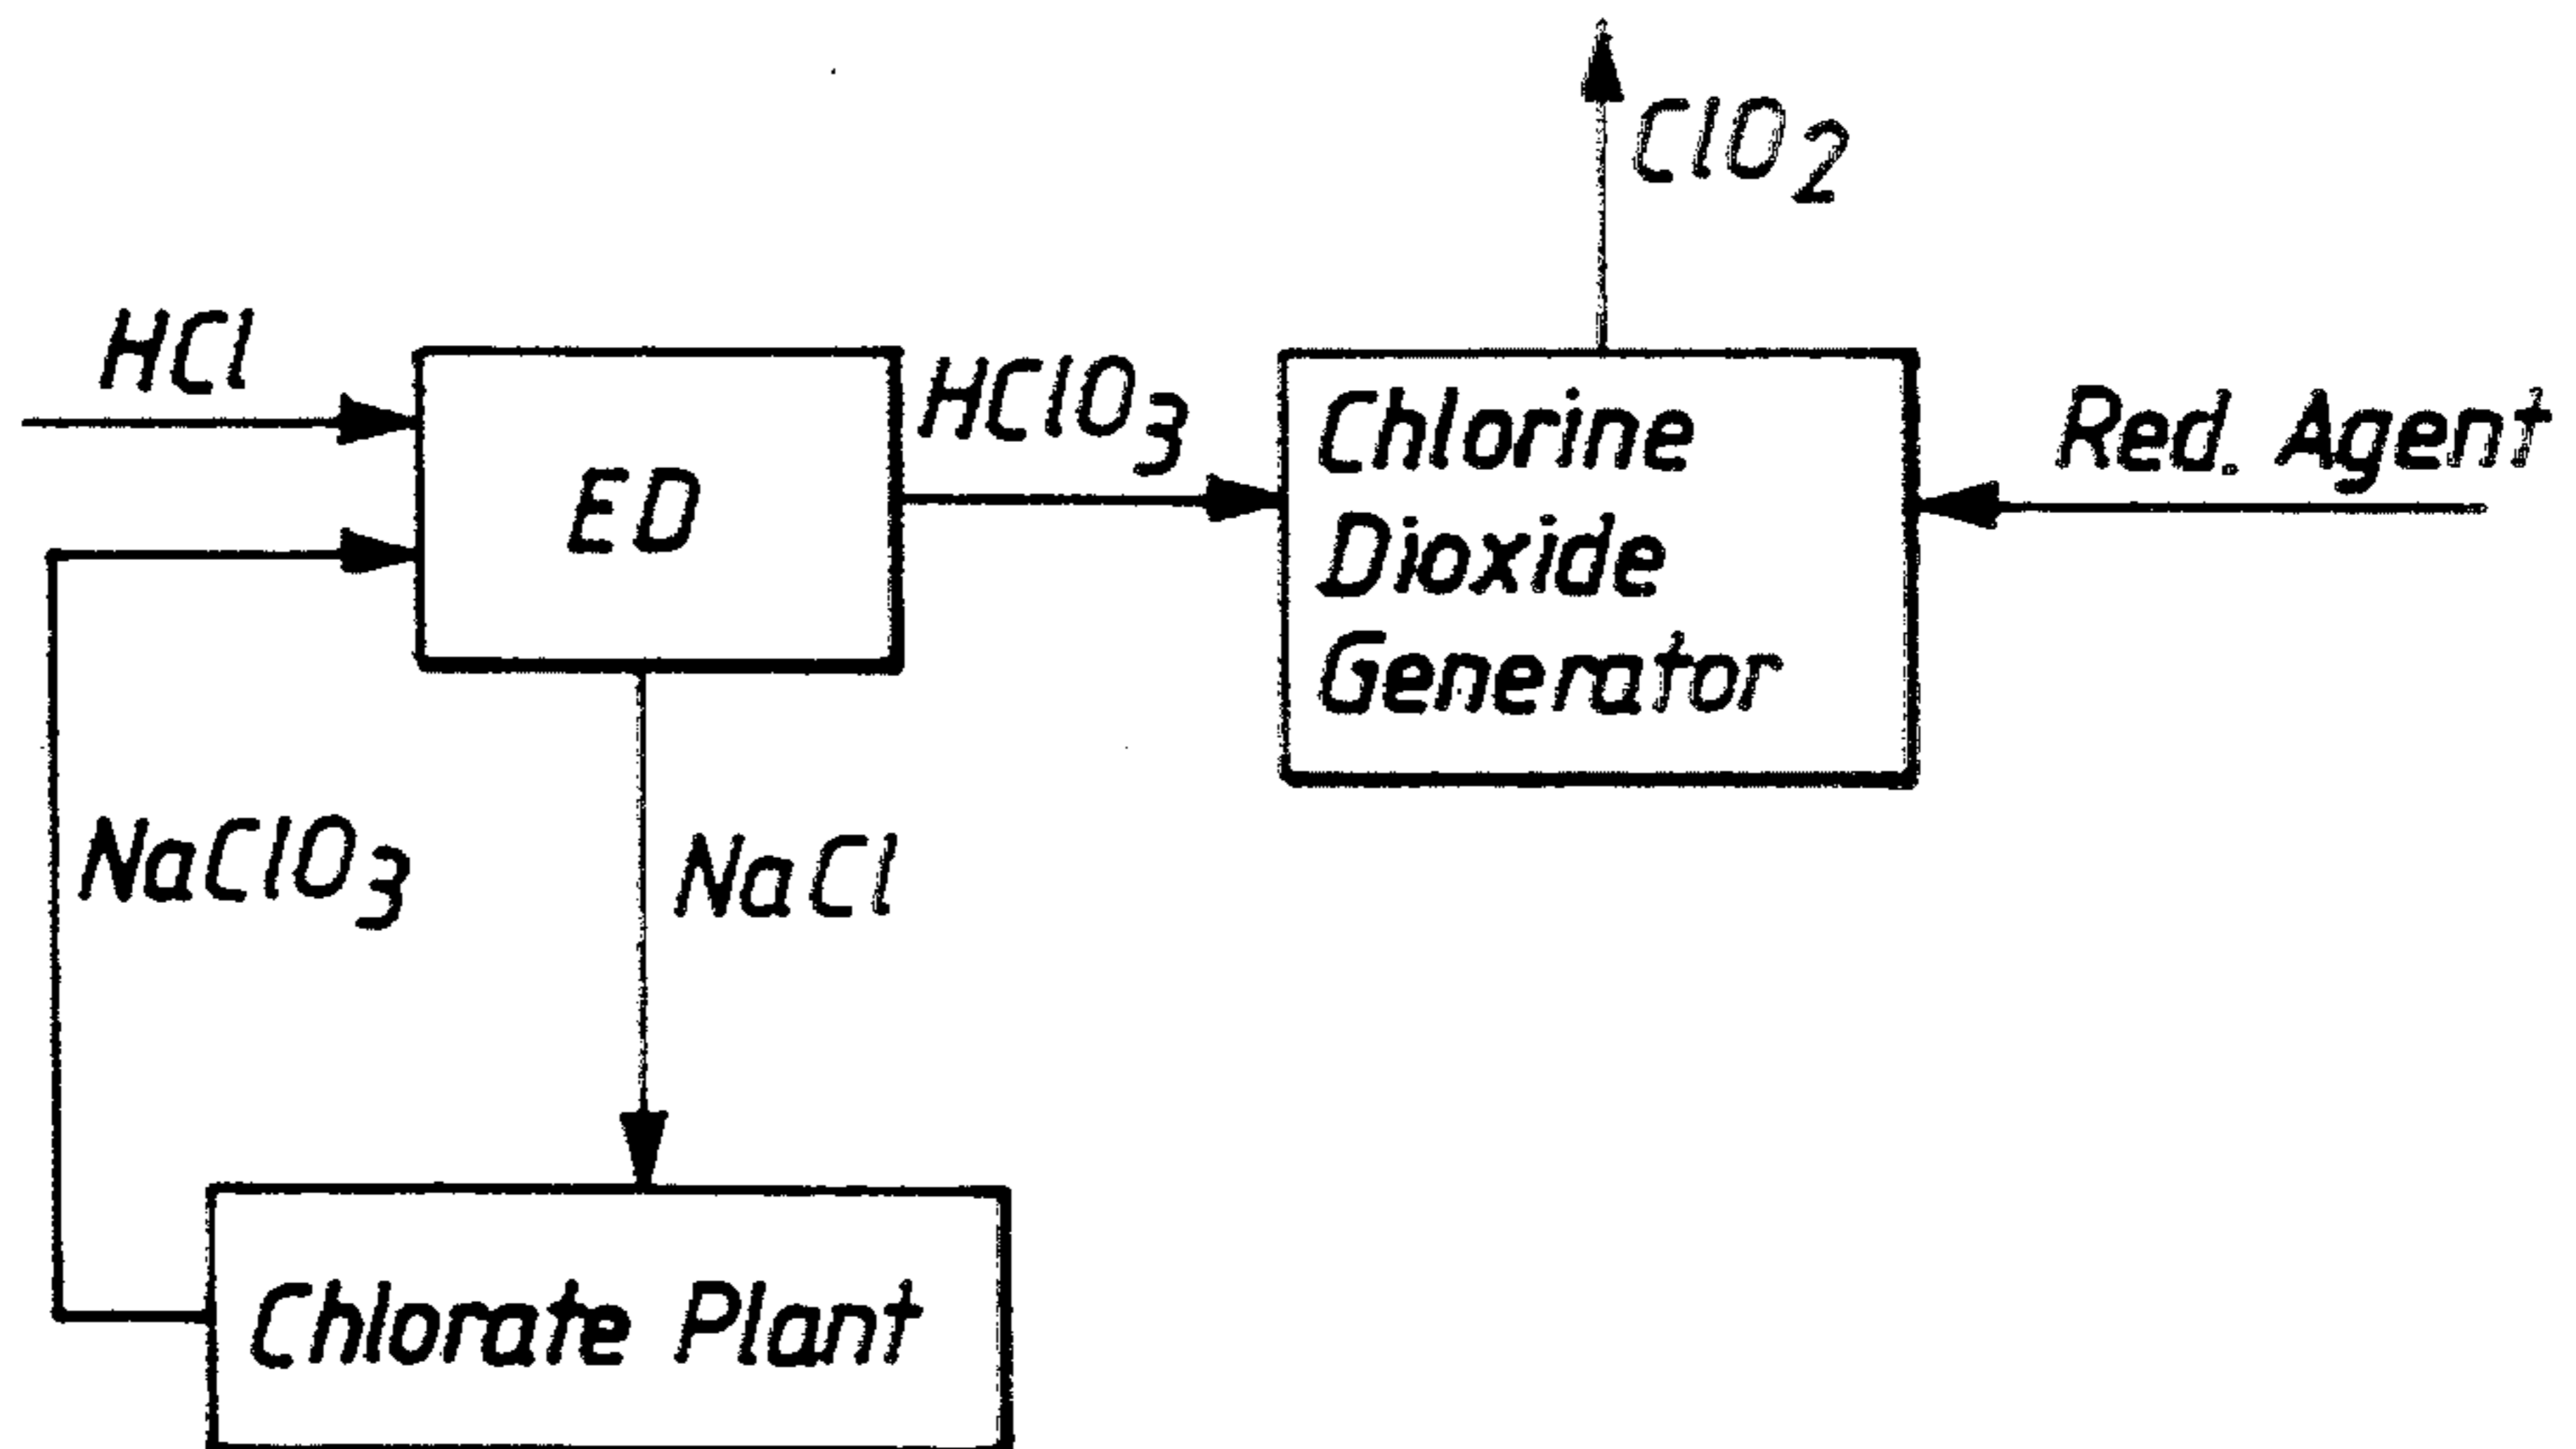 ClO2
HCl
HClO3
Chlorine
Dioxide
Generator
Red. Agent
ED
NaClO3
NaCl
Chlorate Plant